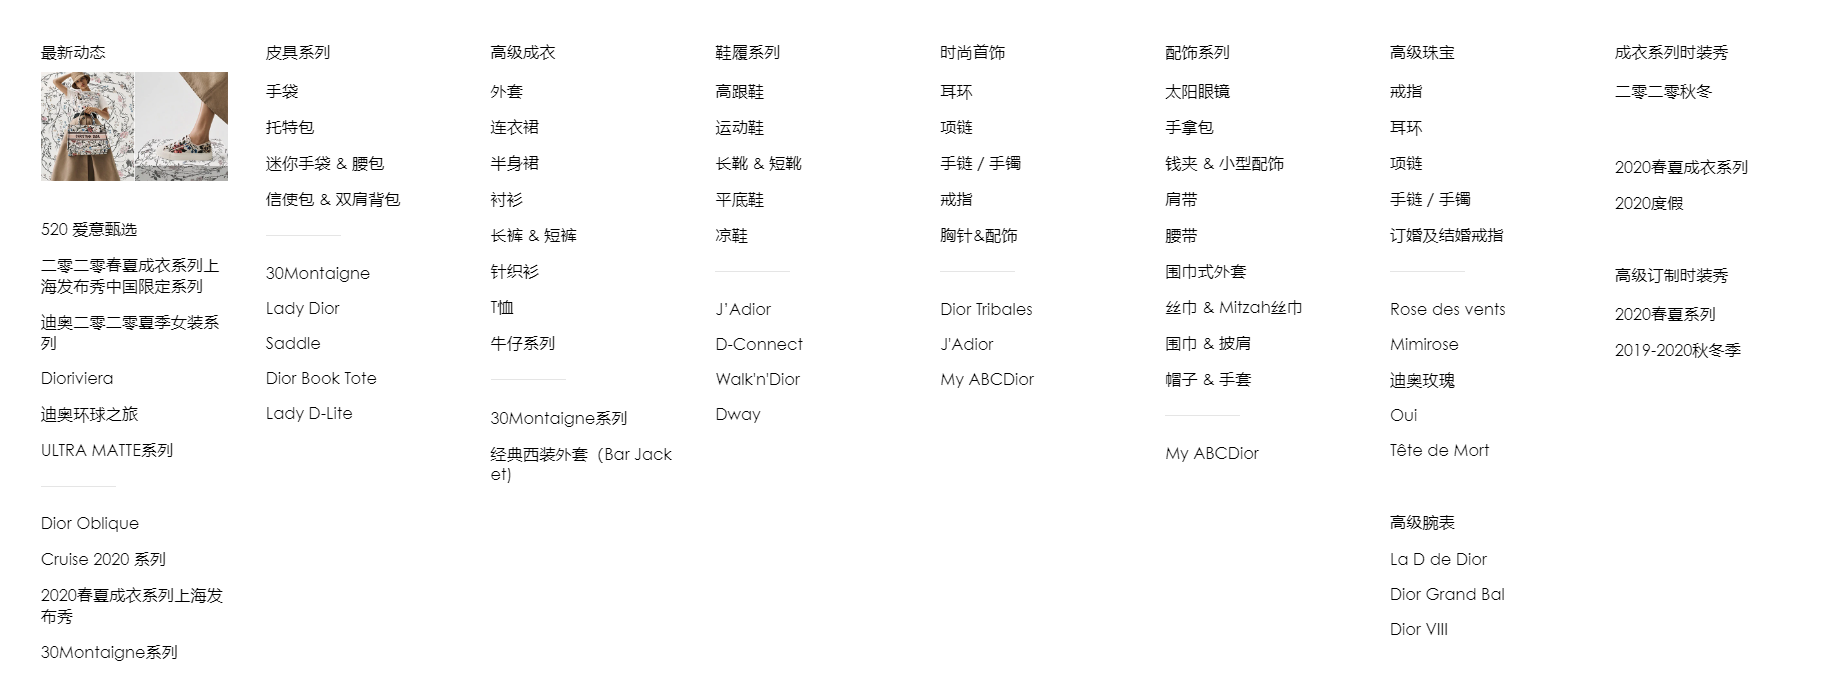 最新动态
520 爱意甄选
二零二零春夏成衣系列上
海发布秀中国限定系列
迪奥二零二零夏季女装系
列
Dioriviera
迪奥环球之旅
ULTRA MATTE系列
Dior Oblique
Cruise 2020 系列
2020春夏成衣系列上海发
布秀
30Montaigne系列
皮具系列
手袋
托特包
迷你手袋 & 腰包
信使包 & 双肩背包
30Montaigne
Lady Dior
Saddle
Dior Book Tote
Lady D-Lite
高级成衣
外套
连衣裙
半身裙
衬衫
长裤 & 短裤
针织衫
T恤
牛仔系列
30Montaigne系列
经典西装外套（Bar Jack
et)
鞋履系列
高跟鞋
运动鞋
长靴 & 短靴
平底鞋
凉鞋
J'Adior
D-Connect
Walk'n'Dior
Dway
时尚首饰
耳环
项链
手链 / 手镯
戒指
胸针&配饰
Dior Tribales
J'Adior
My ABCDior
配饰系列
太阳眼镜
手拿包
钱夹 & 小型配饰
肩带
腰带
围巾式外套
丝巾 & Mitzah丝巾
围巾 & 披肩
帽子 & 手套
My ABCDior
高级珠宝
戒指
耳环
项链
手链 / 手镯
订婚及结婚戒指
Rose des vents
Mimirose
迪奥玫瑰
Oui
Tête de Mort
高级腕表
La D de Dior
Dior Grand Bal
Dior VIII
成衣系列时装秀
二零二零秋冬
2020春夏成衣系列
2020度假
高级订制时装秀
2020春夏系列
2019-2020秋冬季